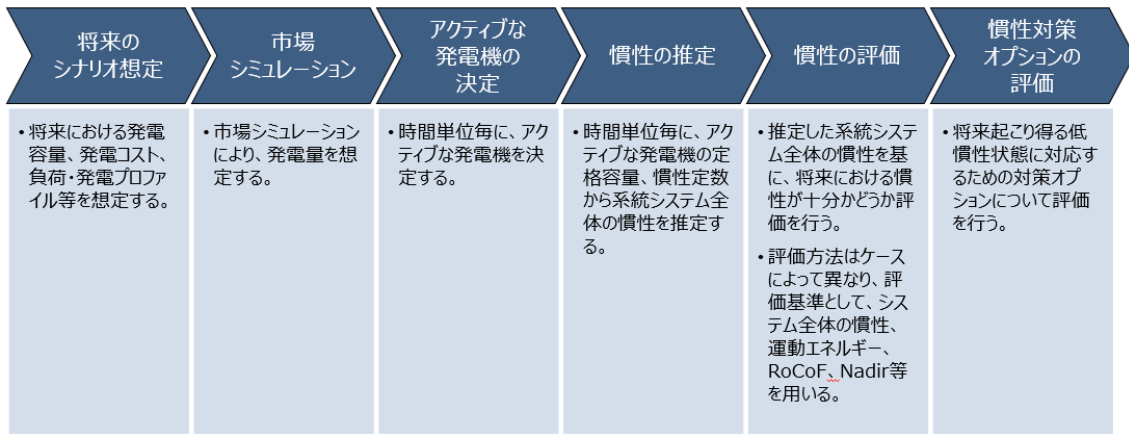 将来の
シナリオ想定
市場
シミュレーション
アクティブな
発電機の
決定
慣性の推定
慣性の評価
慣性対策
オプションの
評価
・将来における発電
容量、発電コスト、
負荷・発電プロファ
イル等を想定する。
・市場シミュレーション
により、発電量を想
定する。
・時間単位毎に、アク
ティブな発電機を決
定する。
・時間単位毎に、アク
ティブな発電機の定
格容量、慣性定数
から系統システム全
体の慣性を推定す
る。
・推定した系統システ
ム全体の慣性を基
に、将来における慣
性が十分かどうか評
価を行う。
・評価方法はケース
によって異なり、評
価基準として、シス
テム全体の慣性、
運動エネルギー、
RoCoF、Nadir等
を用いる。
・将来起こり得る低
慣性状態に対応す
るための対策オプ
ションについて評価
を行う。